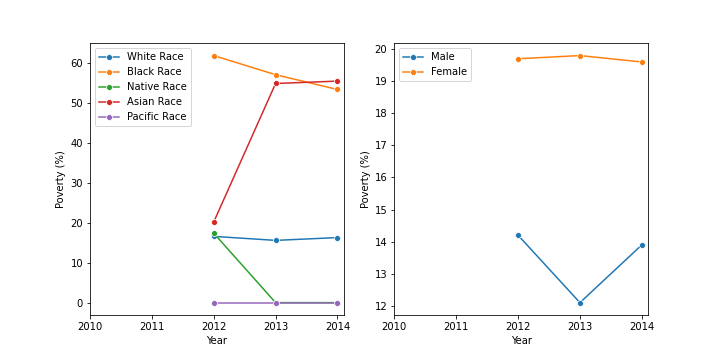 White Race
Black Race
Native Race
Asian Race
Pacific Race
60
50
40
30
20
10
0
Poverty (%)
2010 2011 2012 2013 2014
Year
Male
Female
20
19
18
17
16
15
14
13
12
Poverty (%)
2010 2011 2012 2013 2014
Year